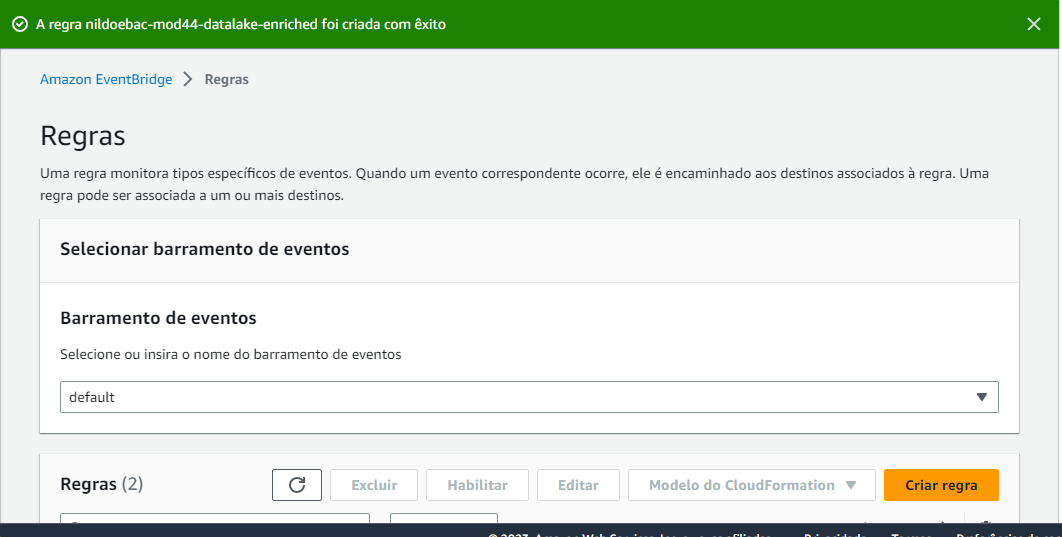 A regra nildoebac-mod44-datalake-enriched foi criada com êxito
Amazon EventBridge > Regras
Regras
Uma regra monitora tipos específicos de eventos. Quando um evento correspondente ocorre, ele é encaminhado aos destinos associados à regra. Uma
regra pode ser associada a um ou mais destinos.
Selecionar barramento de eventos
Barramento de eventos
Selecione ou insira o nome do barramento de eventos
default
Regras (2) Excluir Habilitar Editar Modelo do CloudFormation Criar regra